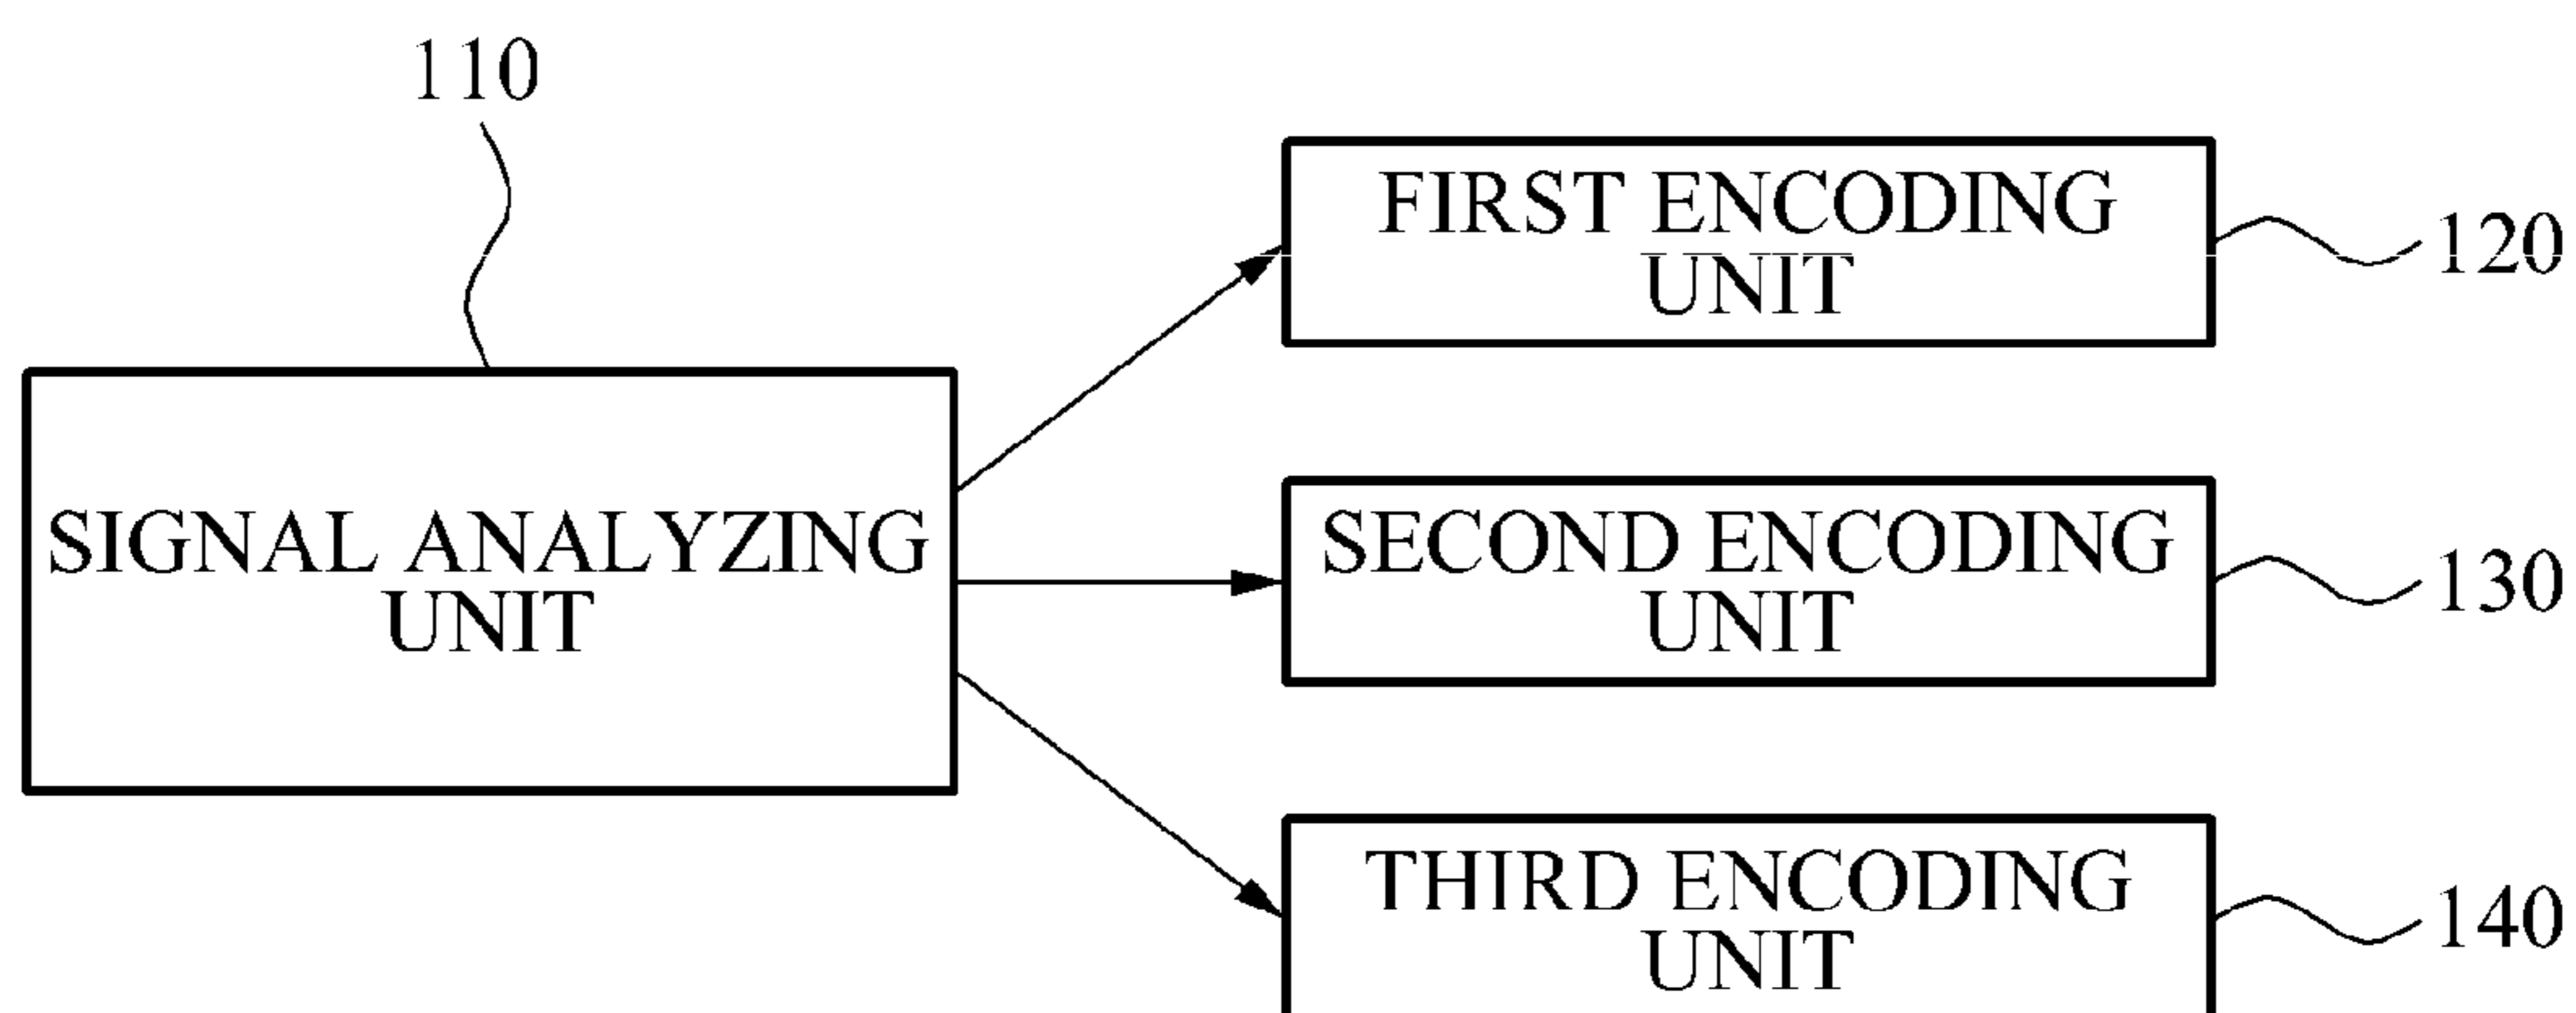 110
FIRST ENCODING
UNIT
120
SIGNAL ANALYZING
UNIT
SECOND ENCODING
UNIT
130
THIRD ENCODING
UNIT
140